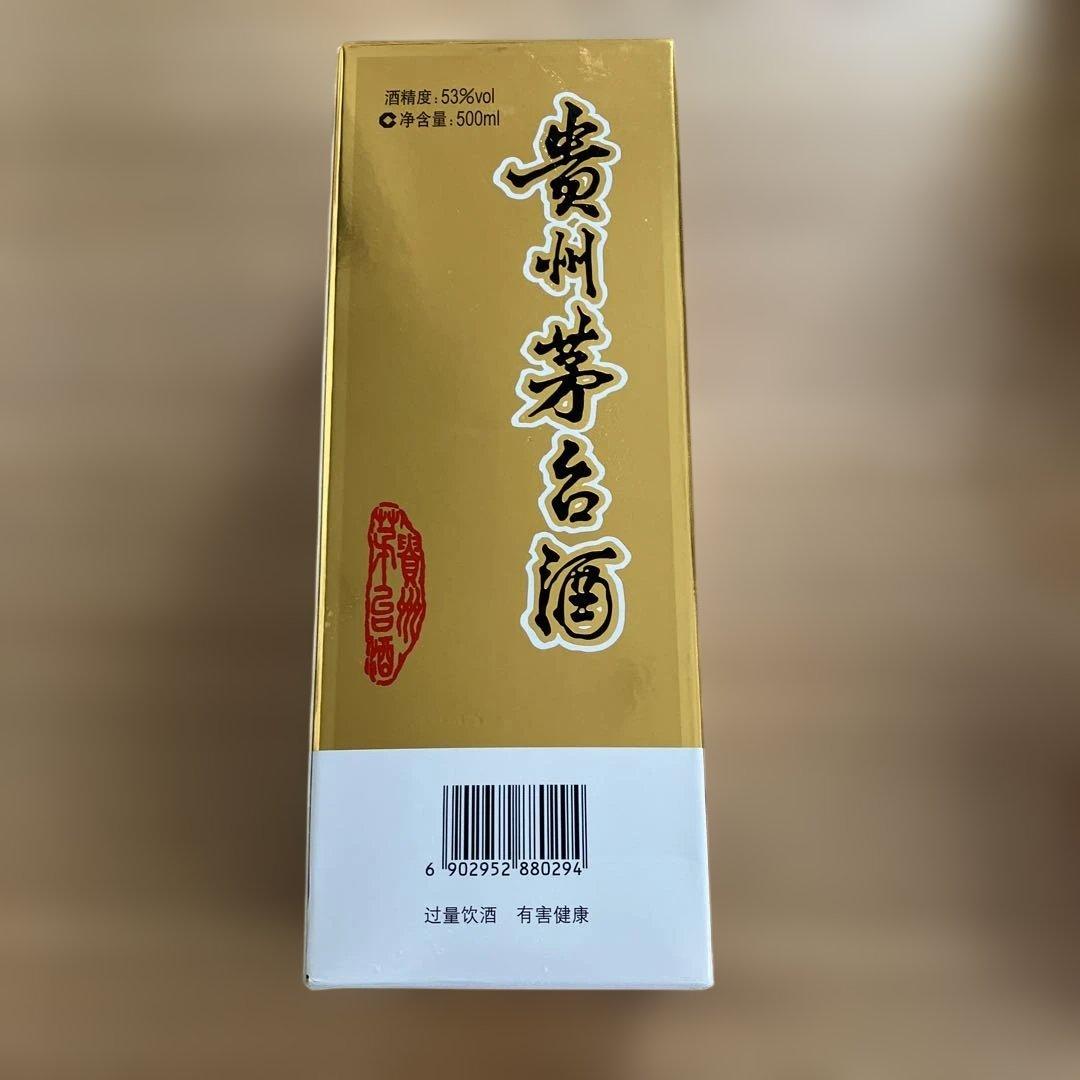 酒精度：53%vol
净含量：500ml
贵州茅台酒
貴州
茅台酒
6 902952 880294
过量饮酒 有害健康